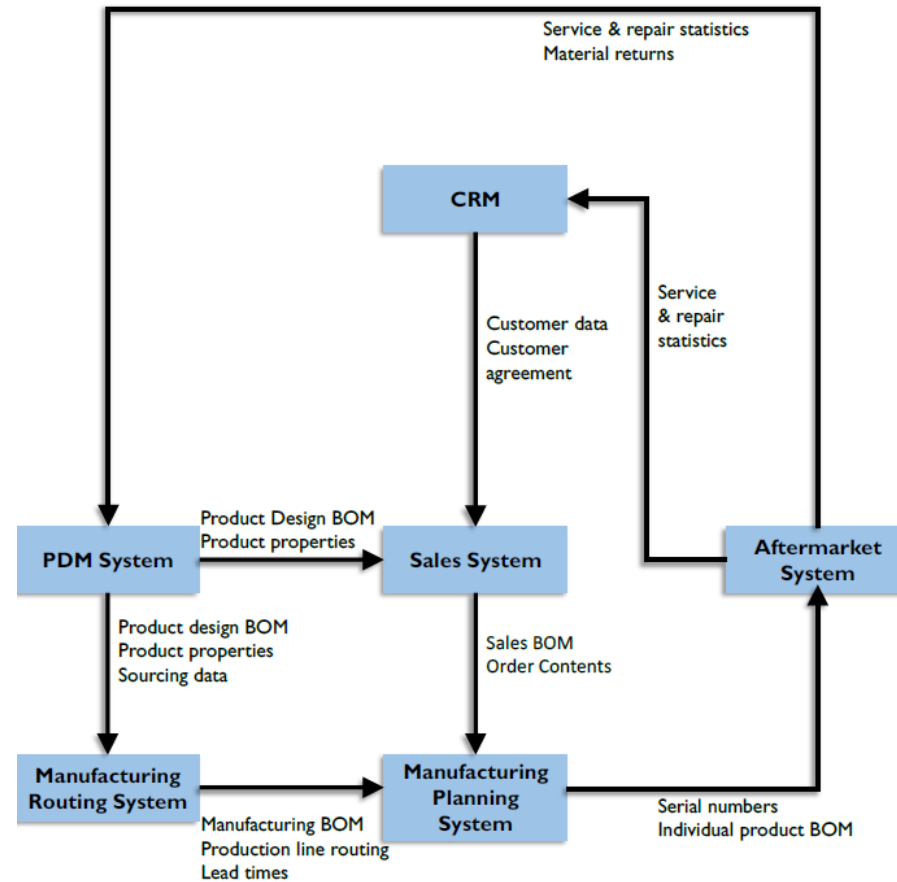 Service & repair statistics
Material returns
CRM
Service
& repair
statistics
Customer data
Customer
agreement
Product Design BOM
Product properties
PDM System
Sales System
Aftermarket
System
Product design BOM
Product properties
Sourcing data
Sales BOM
Order Contents
Manufacturing
Routing System
Manufacturing
Planning
System
Manufacturing BOM
Production line routing
Lead times
Serial numbers
Individual product BOM